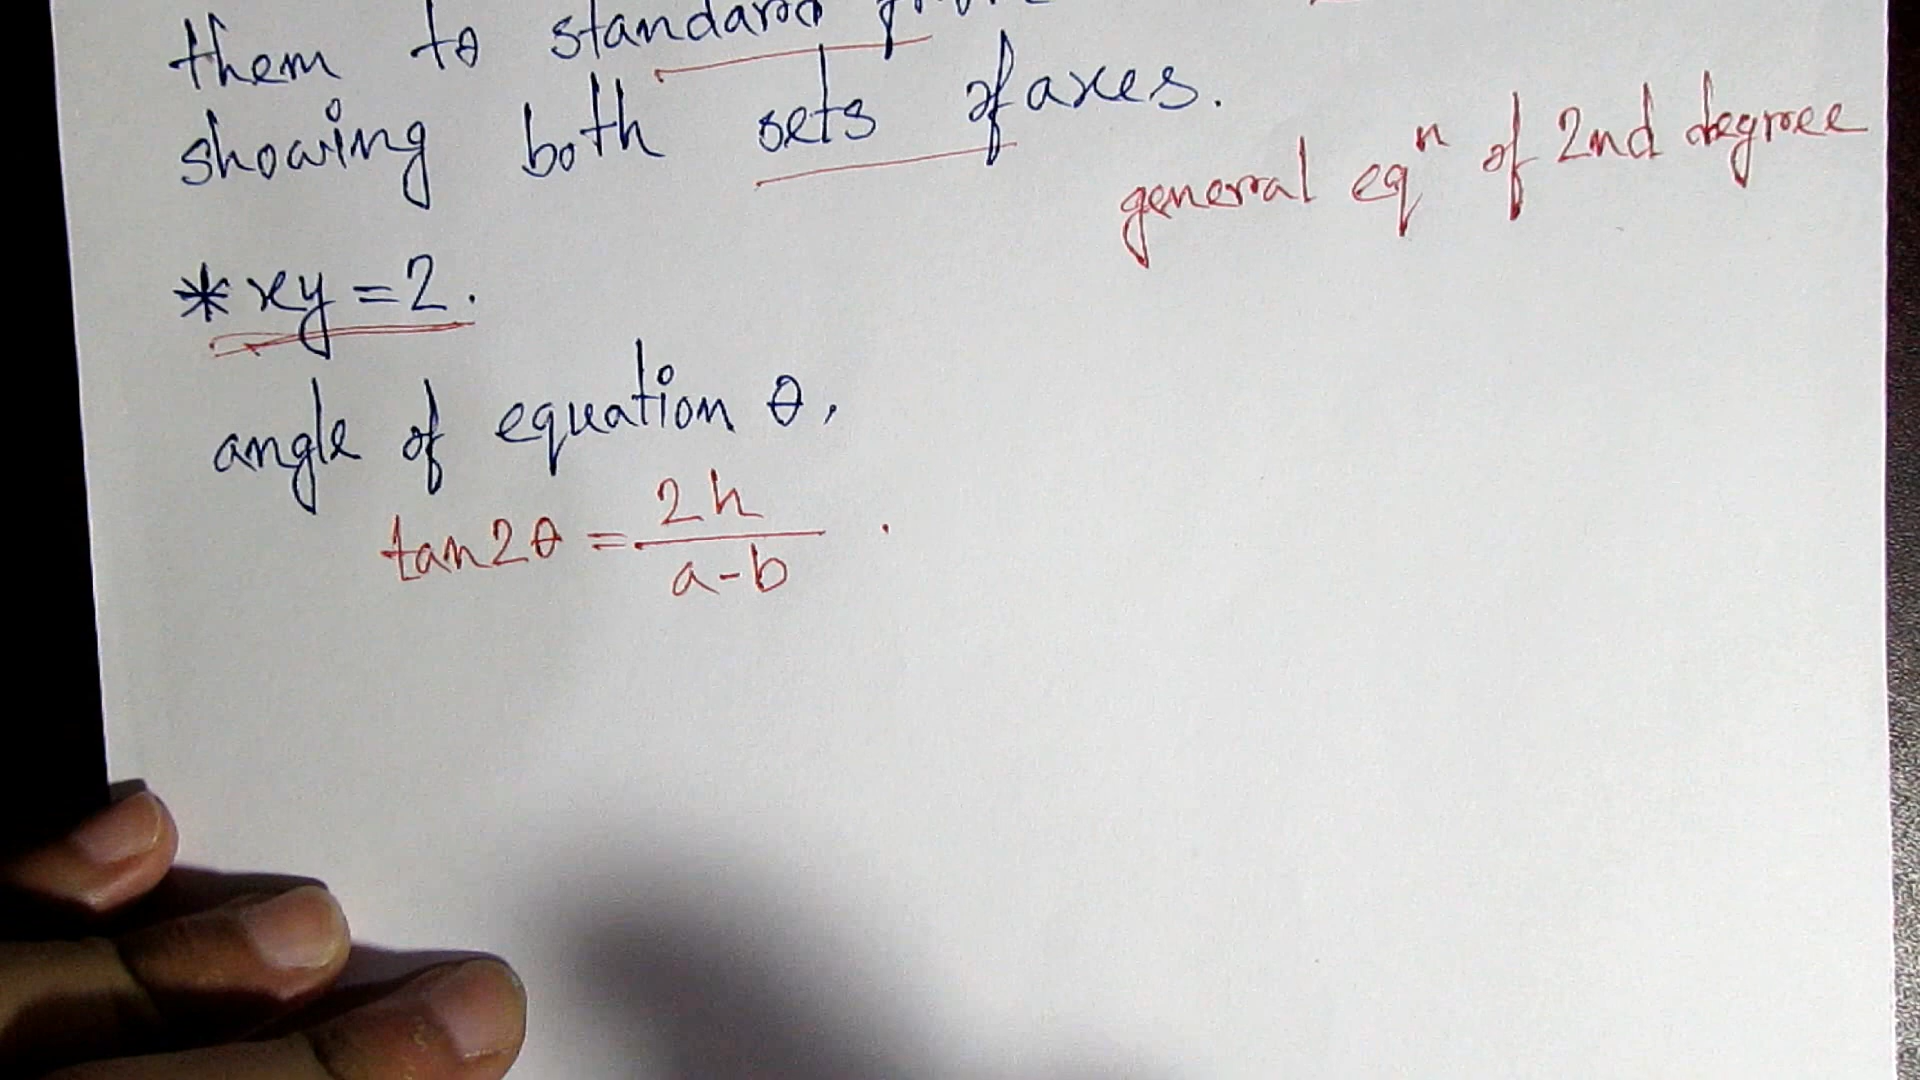 them to standard
showing both sets of axes.
general eqⁿ of 2nd degree
* xy = 2.
angle of equation θ,
tan2θ = 2h / a-b .